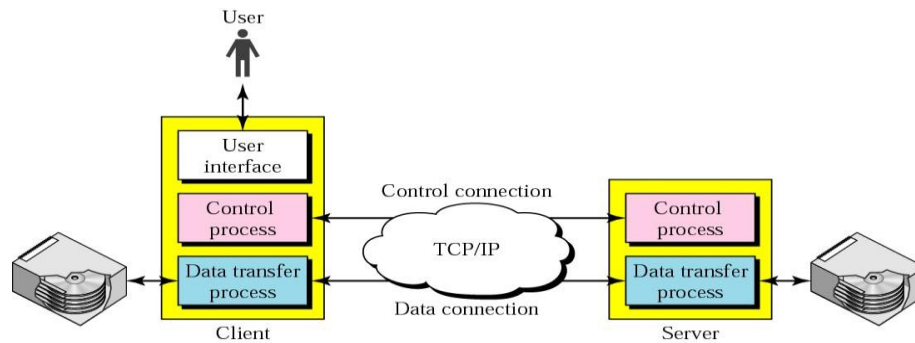 User
User
interface
Control connection
Control
process
Control
process
TCP/IP
Data transfer
process
Data transfer
process
Data connection
Client
Server